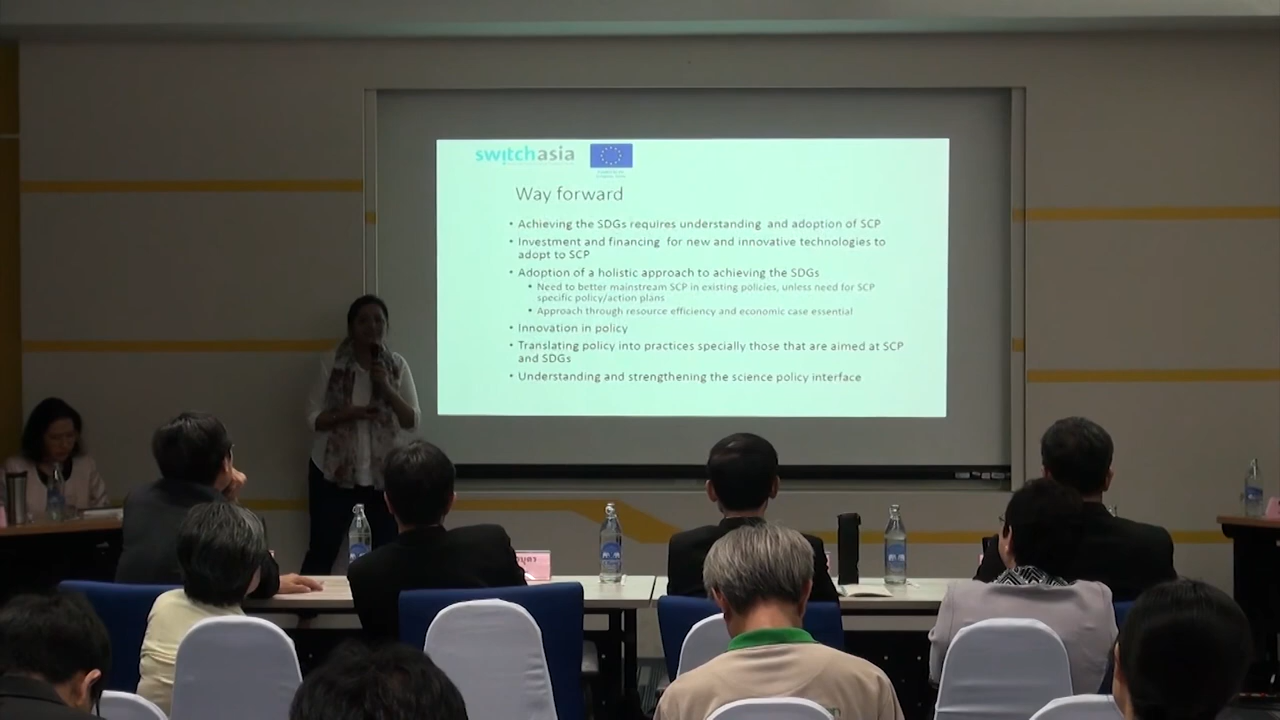 switchasia
Way forward
• Achieving the SDGs requires understanding and adoption of SCP
• Investment and financing for new and innovative technologies to
adopt to SCP
• Adoption of a holistic approach to achieving the SDGs
• Need to better mainstream SCP in existing policies, unless need for SCP
specific policy/action plans
• Approach through resource efficiency and economic case essential
• Innovation in policy
• Translating policy into practices specially those that are aimed at SCP
and SDGs
• Understanding and strengthening the science policy interface